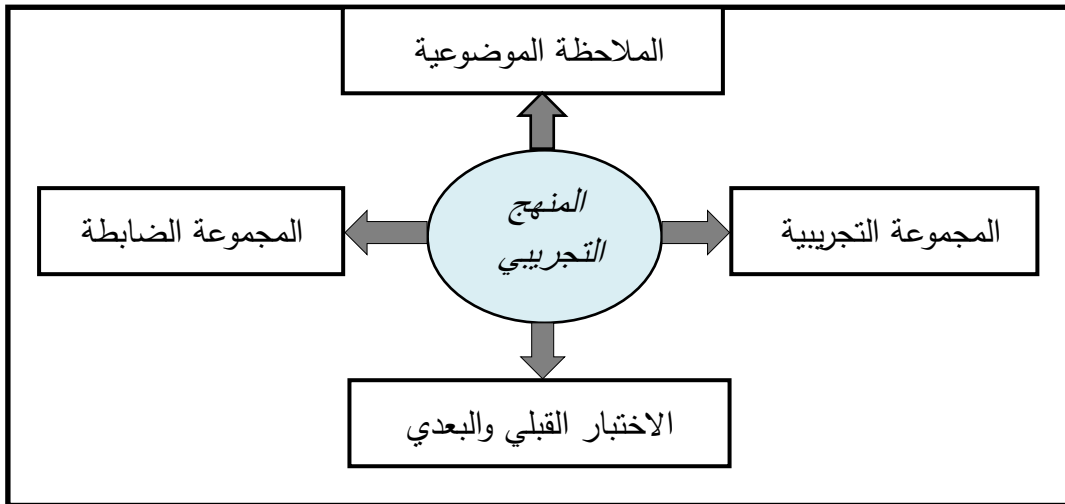 الملاحظة الموضوعية
المجموعة التجريبية
المنهج
التجريبي
المجموعة الضابطة
الاختبار القبلي والبعدي